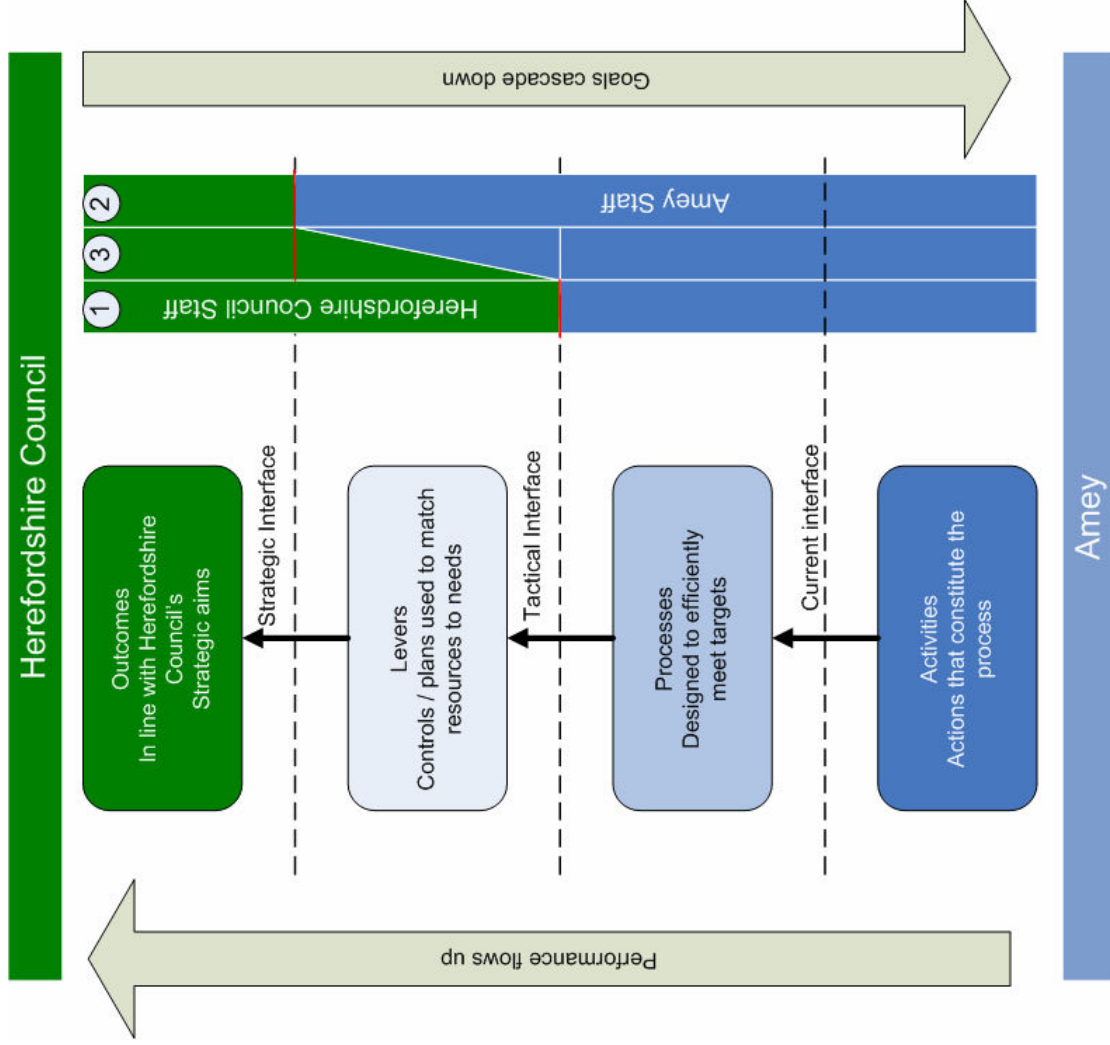 Herefordshire Council
Outcomes
In line with Herefordshire
Council's
Strategic aims
Strategic Interface
Levers
Controls / plans used to match
resources to needs
Tactical Interface
Processes
Designed to efficiently
meet targets
Current interface
Activities
Actions that constitute the
process
Performance flows up
1
3
2
Herefordshire Council Staff
Amey Staff
Goals cascade down
Amey